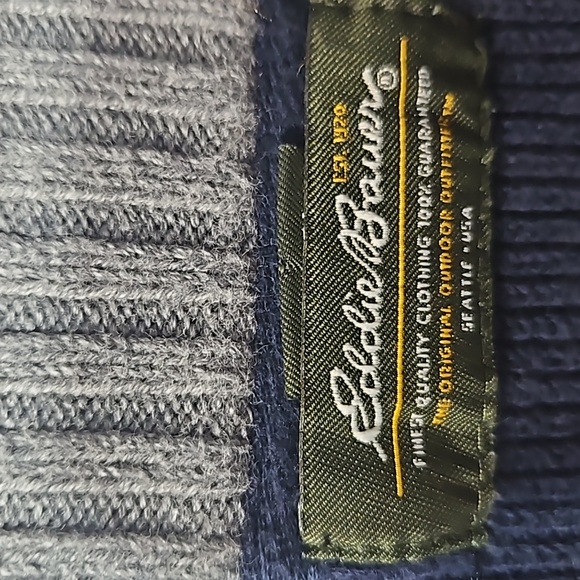 EST. 1920
Eddie Bauer®
FINEST QUALITY CLOTHING 100% GUARANTEED
THE ORIGINAL OUTDOOR OUTFITTER
SEATTLE • USA